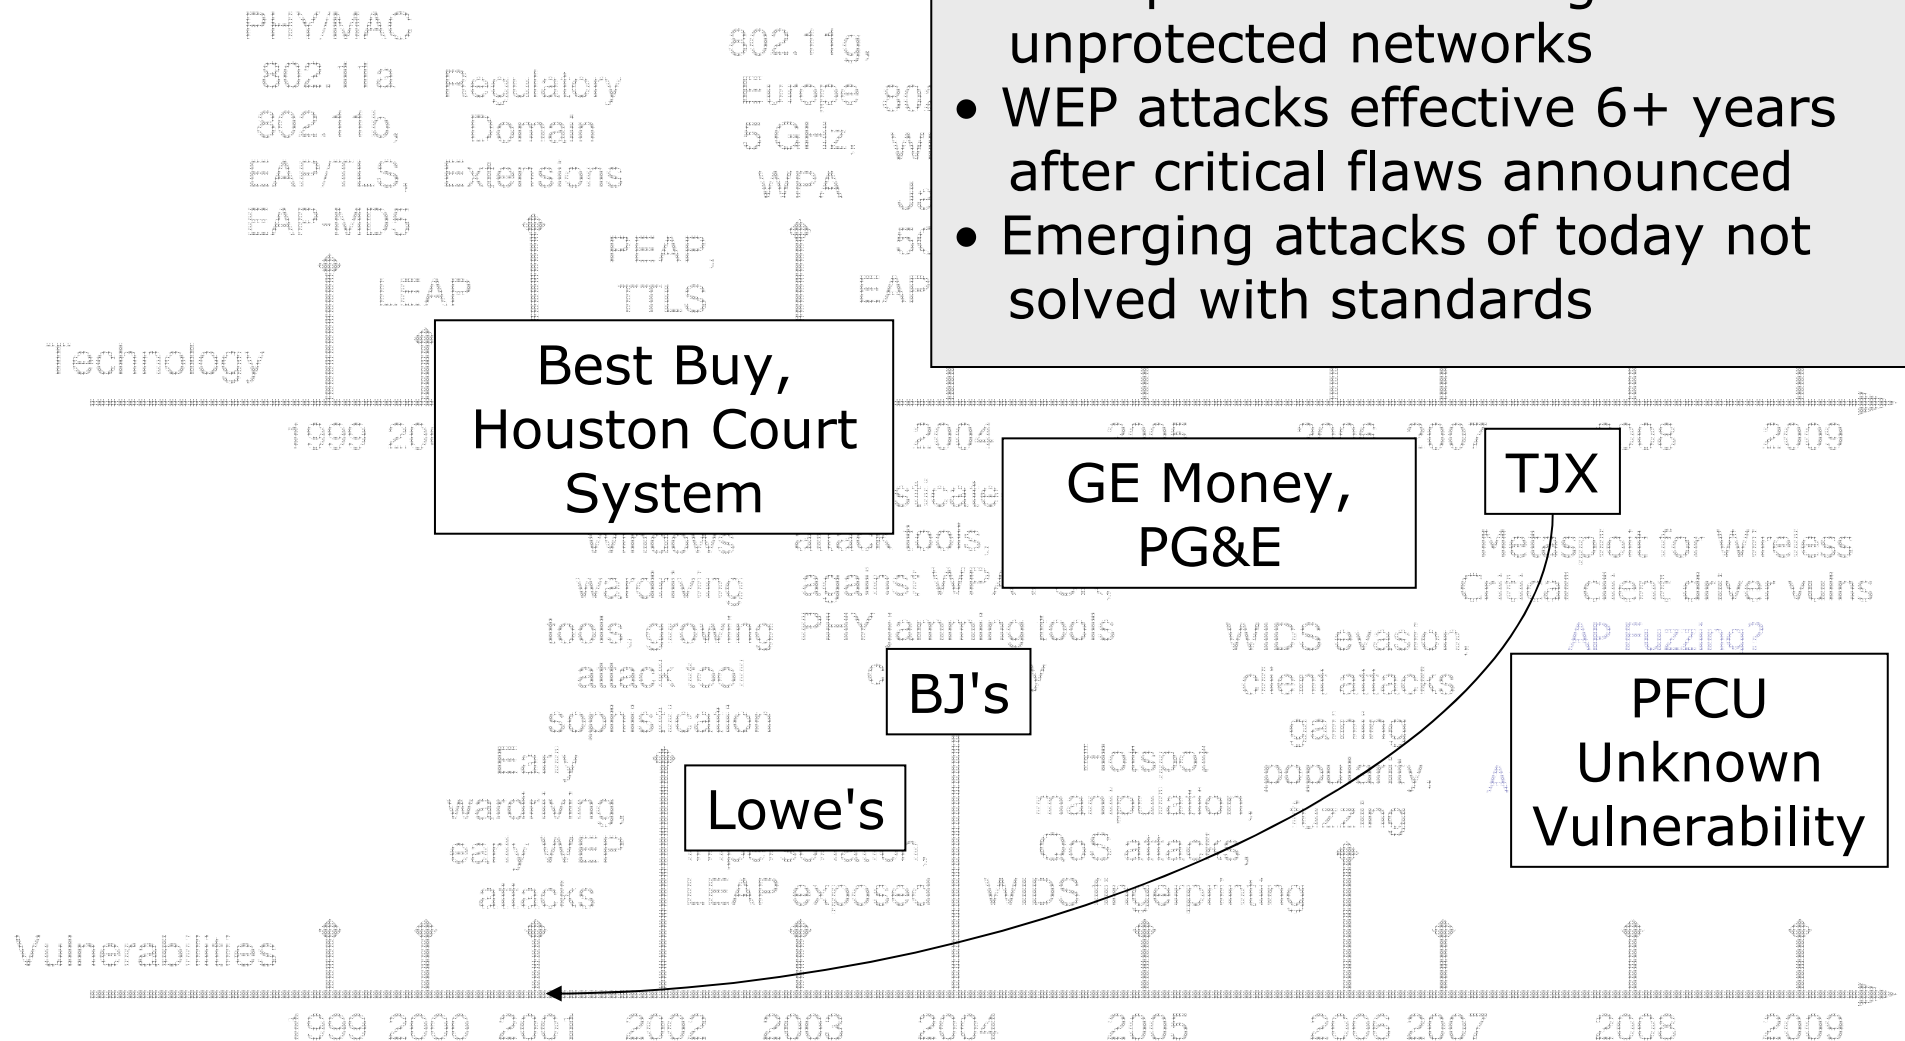 unprotected networks
• WEP attacks effective 6+ years
after critical flaws announced
• Emerging attacks of today not
solved with standards
PHY/MAC
802.11a
802.11b,
EAP/TLS,
EAP-MD5
LEAP
Regulatory
Domain
Extensions
PEAP,
TTLS
802.11g,
Europe
5 GHz,
WPA
Technology
1999
2004
2005
2006
2007
2008
2009
Best Buy,
Houston Court
System
GE Money,
PG&E
TJX
wardriving
tools, growing
attack tool
sophistication
attack tools,
against
PHY jamming tools
BJ's
Metasploit for Wireless
Critical client driver vulns
AP Fuzzing?
WIDS evasion,
client attacks
gaining
popularity,
fuzzing
PFCU
Unknown
Vulnerability
Early
wardriving,
early WEP
attacks
Lowe's
LEAP exposed
Hotspot
manipulation,
QoS attacks,
WIDS fingerprinting
Vulnerabilities
1999 2000 2001 2002 2003 2004 2005 2006 2007 2008 2009